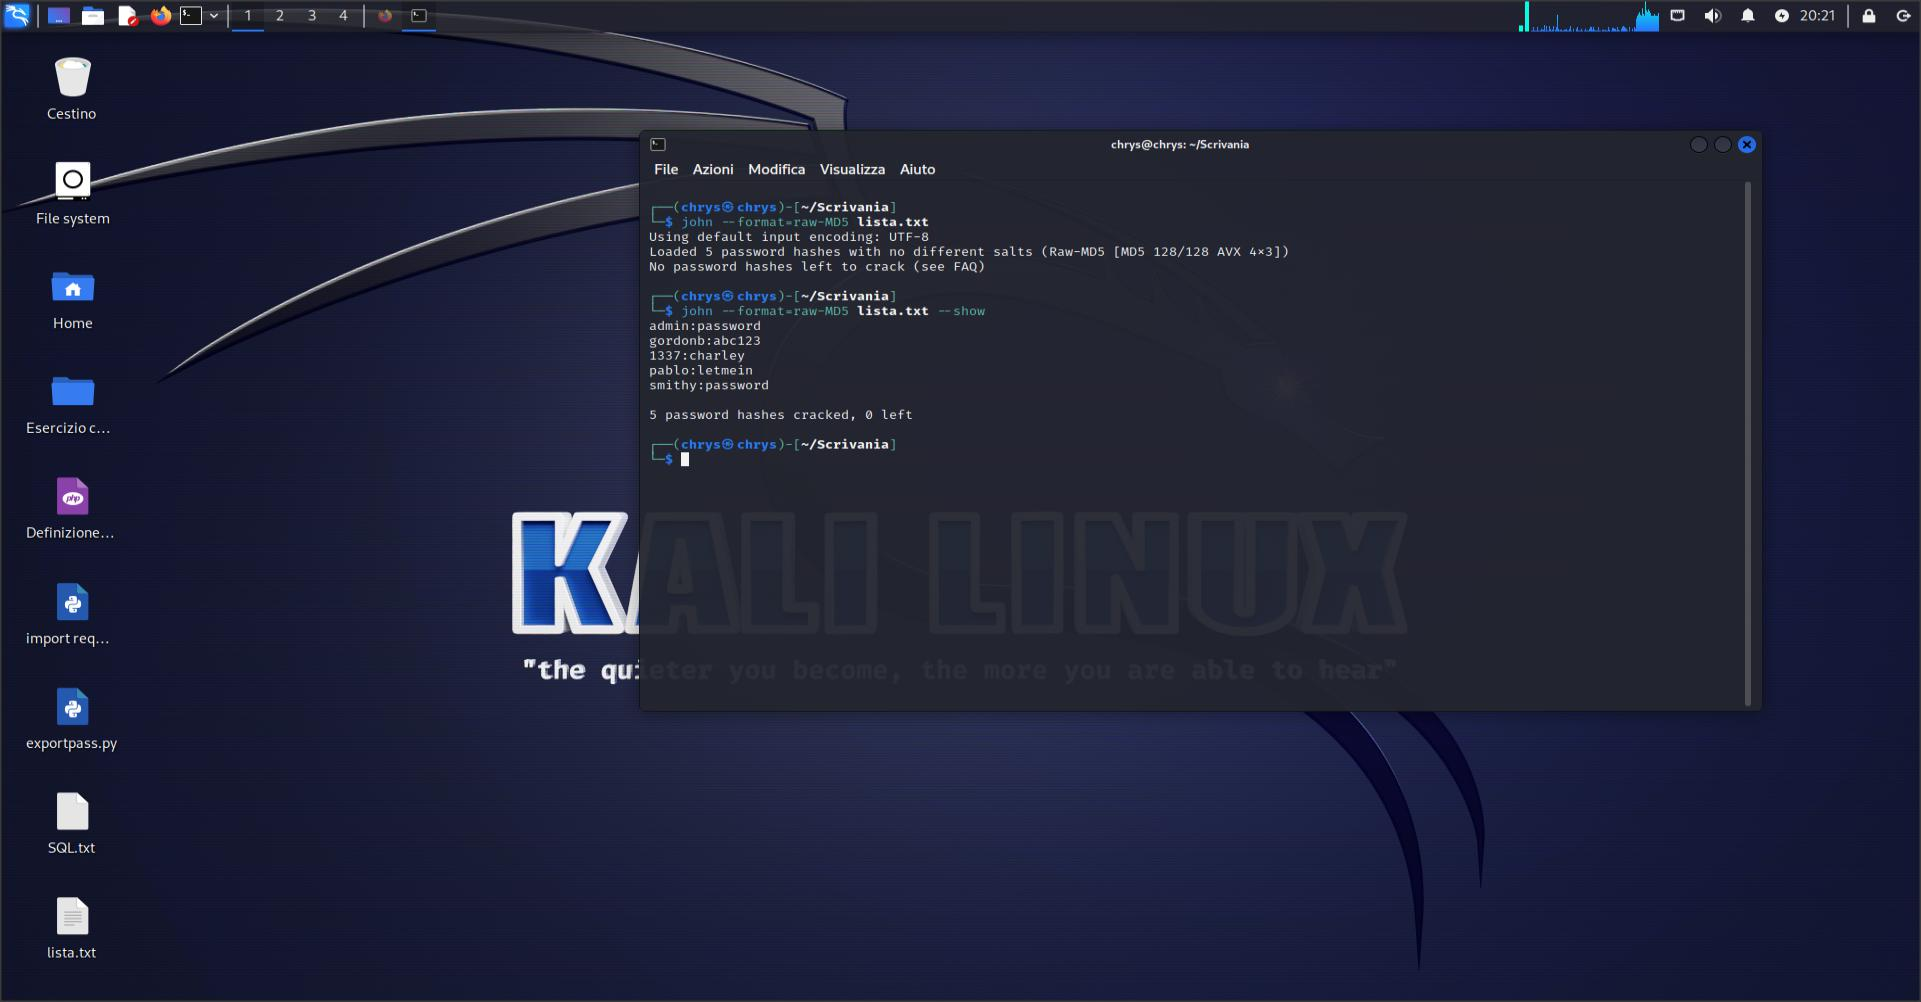 1 2 3 4
20:21
Cestino
File system
Home
Esercizio c...
php
Definizione...
import req...
exportpass.py
SQL.txt
lista.txt
chrys@chrys: ~/Scrivania
File Azioni Modifica Visualizza Aiuto
┌──(chrys㉿chrys)-[~/Scrivania]
└─$ john --format=raw-MD5 lista.txt
Using default input encoding: UTF-8
Loaded 5 password hashes with no different salts (Raw-MD5 [MD5 128/128 AVX 4×3])
No password hashes left to crack (see FAQ)
┌──(chrys㉿chrys)-[~/Scrivania]
└─$ john --format=raw-MD5 lista.txt --show
admin:password
gordonb:abc123
1337:charley
pablo:letmein
smithy:password
5 password hashes cracked, 0 left
┌──(chrys㉿chrys)-[~/Scrivania]
└─$
KALI LINUX
"the quieter you become, the more you are able to hear"